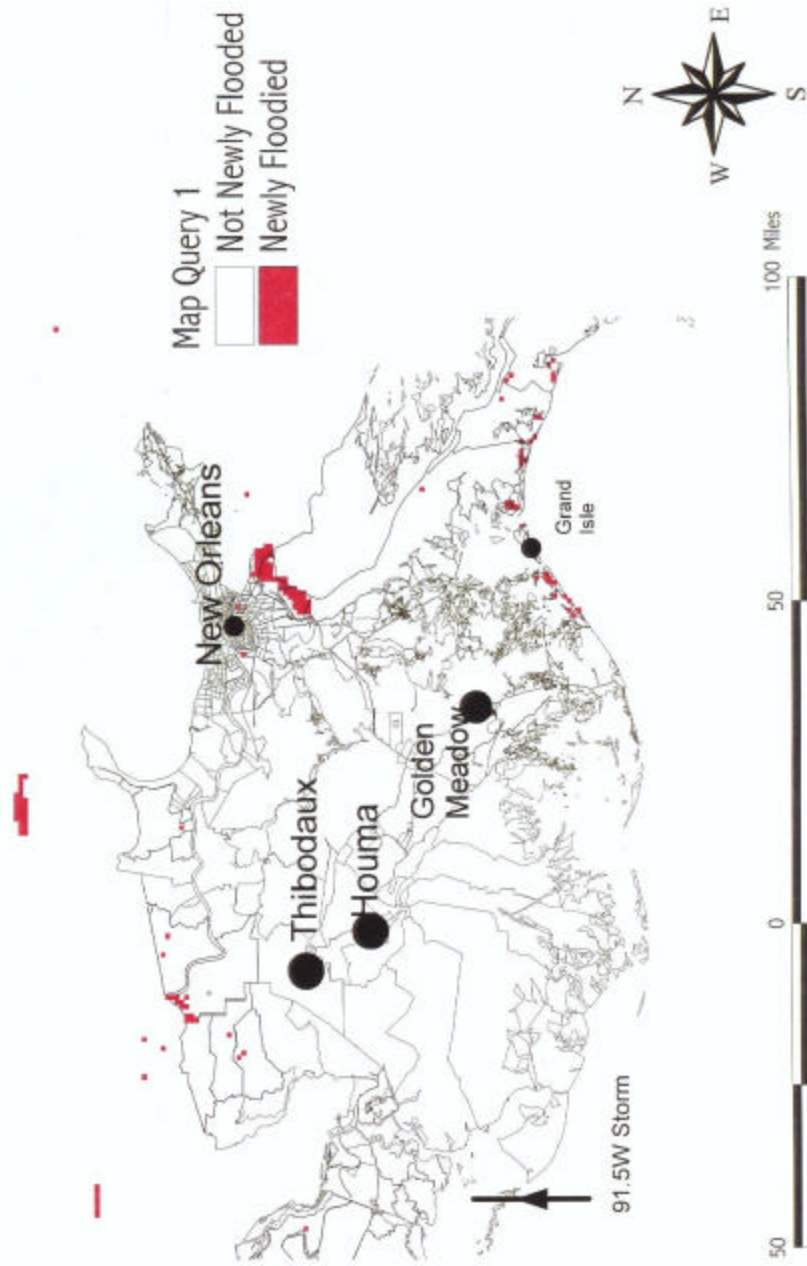 Map Query 1
Not Newly Flooded
Newly Floodied
New Orleans
Thibodaux
Houma
Golden
Meadow
Grand
Isle
91.5W Storm
N
W
E
S
50
0
50
100 Miles